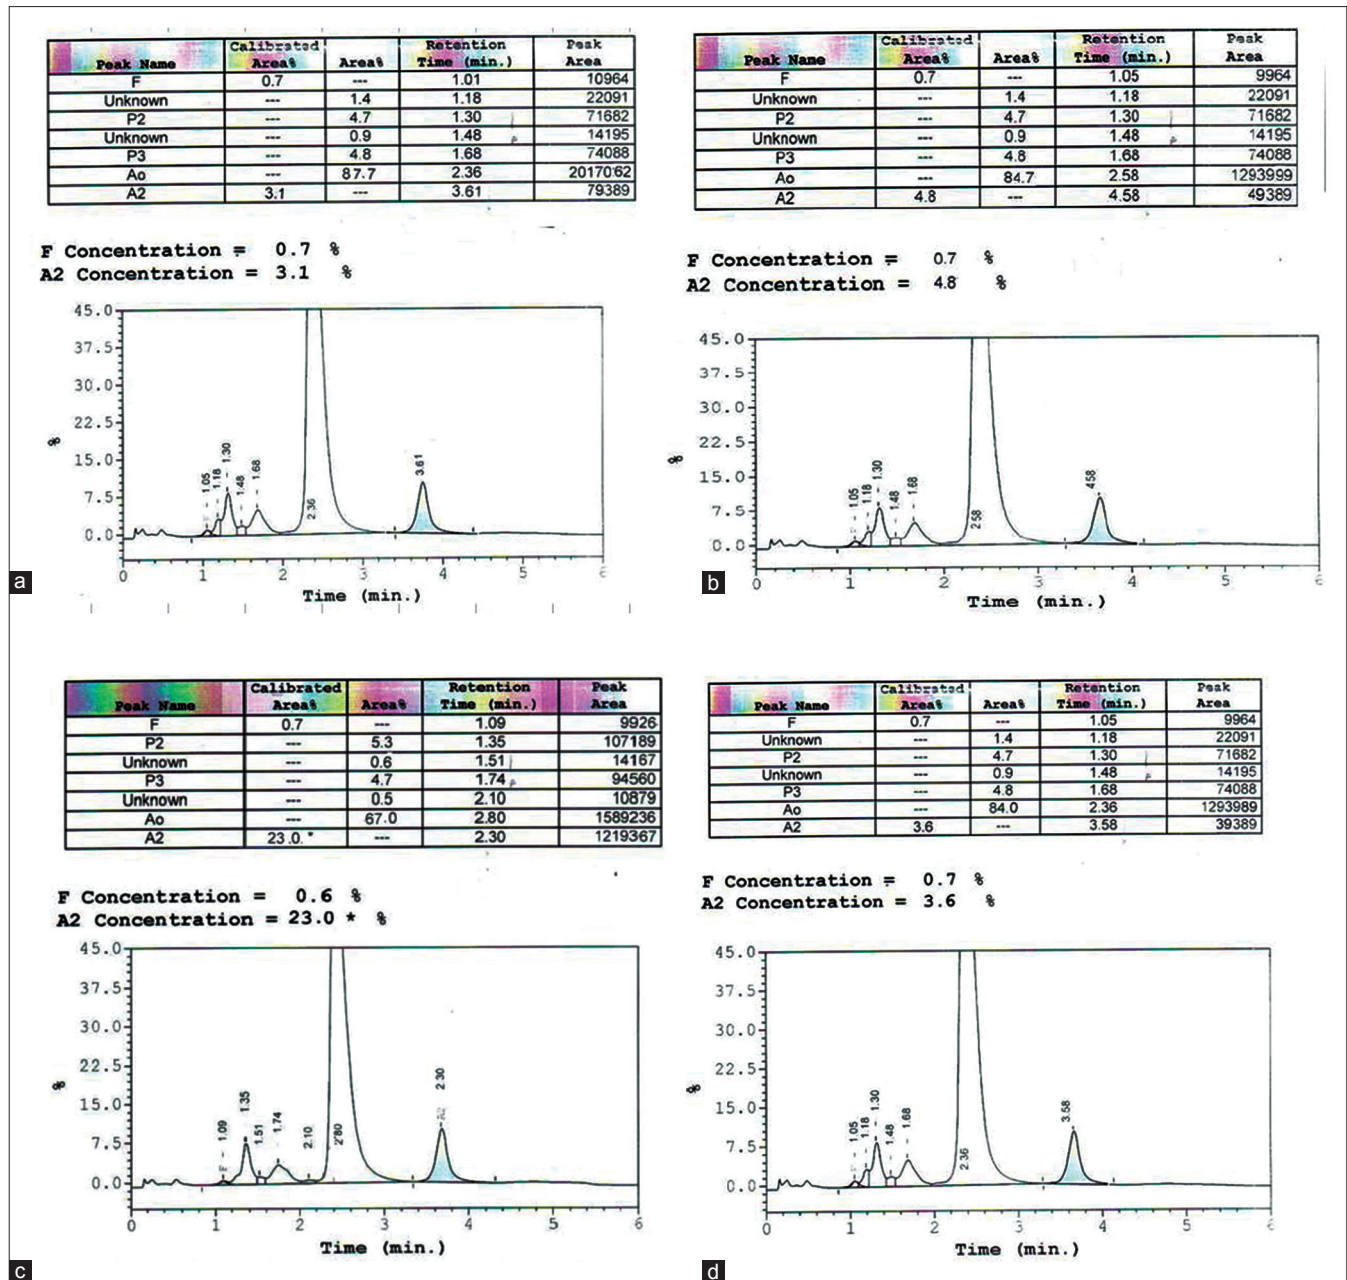 Peak Name Calibrated Area% Area% Retention Time (min.) Peak Area
F 0.7 --- 1.01 10964
Unknown --- 1.4 1.18 22091
P2 --- 4.7 1.30 71682
Unknown --- 0.9 1.48 14195
P3 --- 4.8 1.68 74088
Ao --- 87.7 2.36 2017062
A2 3.1 --- 3.61 79389
F Concentration = 0.7 %
A2 Concentration = 3.1 %
45.0
37.5
30.0
22.5
15.0
7.5
0.0
%
1.05 1.18 1.30 1.48 1.68 2.36 3.61
0 1 2 3 4 5 6
Time (min.)
a
Peak Name Calibrated Area% Area% Retention Time (min.) Peak Area
F 0.7 --- 1.05 9964
Unknown --- 1.4 1.18 22091
P2 --- 4.7 1.30 71682
Unknown --- 0.9 1.48 14195
P3 --- 4.8 1.68 74088
Ao --- 84.7 2.58 1293999
A2 4.8 --- 4.58 49389
F Concentration = 0.7 %
A2 Concentration = 4.8 %
45.0
37.5
30.0
22.5
15.0
7.5
0.0
%
1.05 1.18 1.30 1.48 1.68 2.58 4.58
0 1 2 3 4 5 6
Time (min.)
b
Peak Name Calibrated Area% Area% Retention Time (min.) Peak Area
F 0.7 --- 1.09 9926
P2 --- 5.3 1.35 107189
Unknown --- 0.6 1.51 14167
P3 --- 4.7 1.74 94560
Unknown --- 0.5 2.10 10879
Ao --- 67.0 2.80 1589236
A2 23.0. * --- 2.30 1219367
F Concentration = 0.6 %
A2 Concentration = 23.0 * %
45.0
37.5
30.0
22.5
15.0
7.5
0.0
%
F 1.09 1.35 1.51 1.74 2.10 2.80 A2 2.30
0 1 2 3 4 5 6
Time (min.)
c
Peak Name Calibrated Area% Area% Retention Time (min.) Peak Area
F 0.7 --- 1.05 9964
Unknown --- 1.4 1.18 22091
P2 --- 4.7 1.30 71682
Unknown --- 0.9 1.48 14195
P3 --- 4.8 1.68 74088
Ao --- 84.0 2.36 1293989
A2 3.6 --- 3.58 39389
F Concentration = 0.7 %
A2 Concentration = 3.6 %
45.0
37.5
30.0
22.5
15.0
7.5
0.0
%
1.05 1.18 1.30 1.48 1.68 2.36 3.58
0 1 2 3 4 5 6
Time (min.)
d